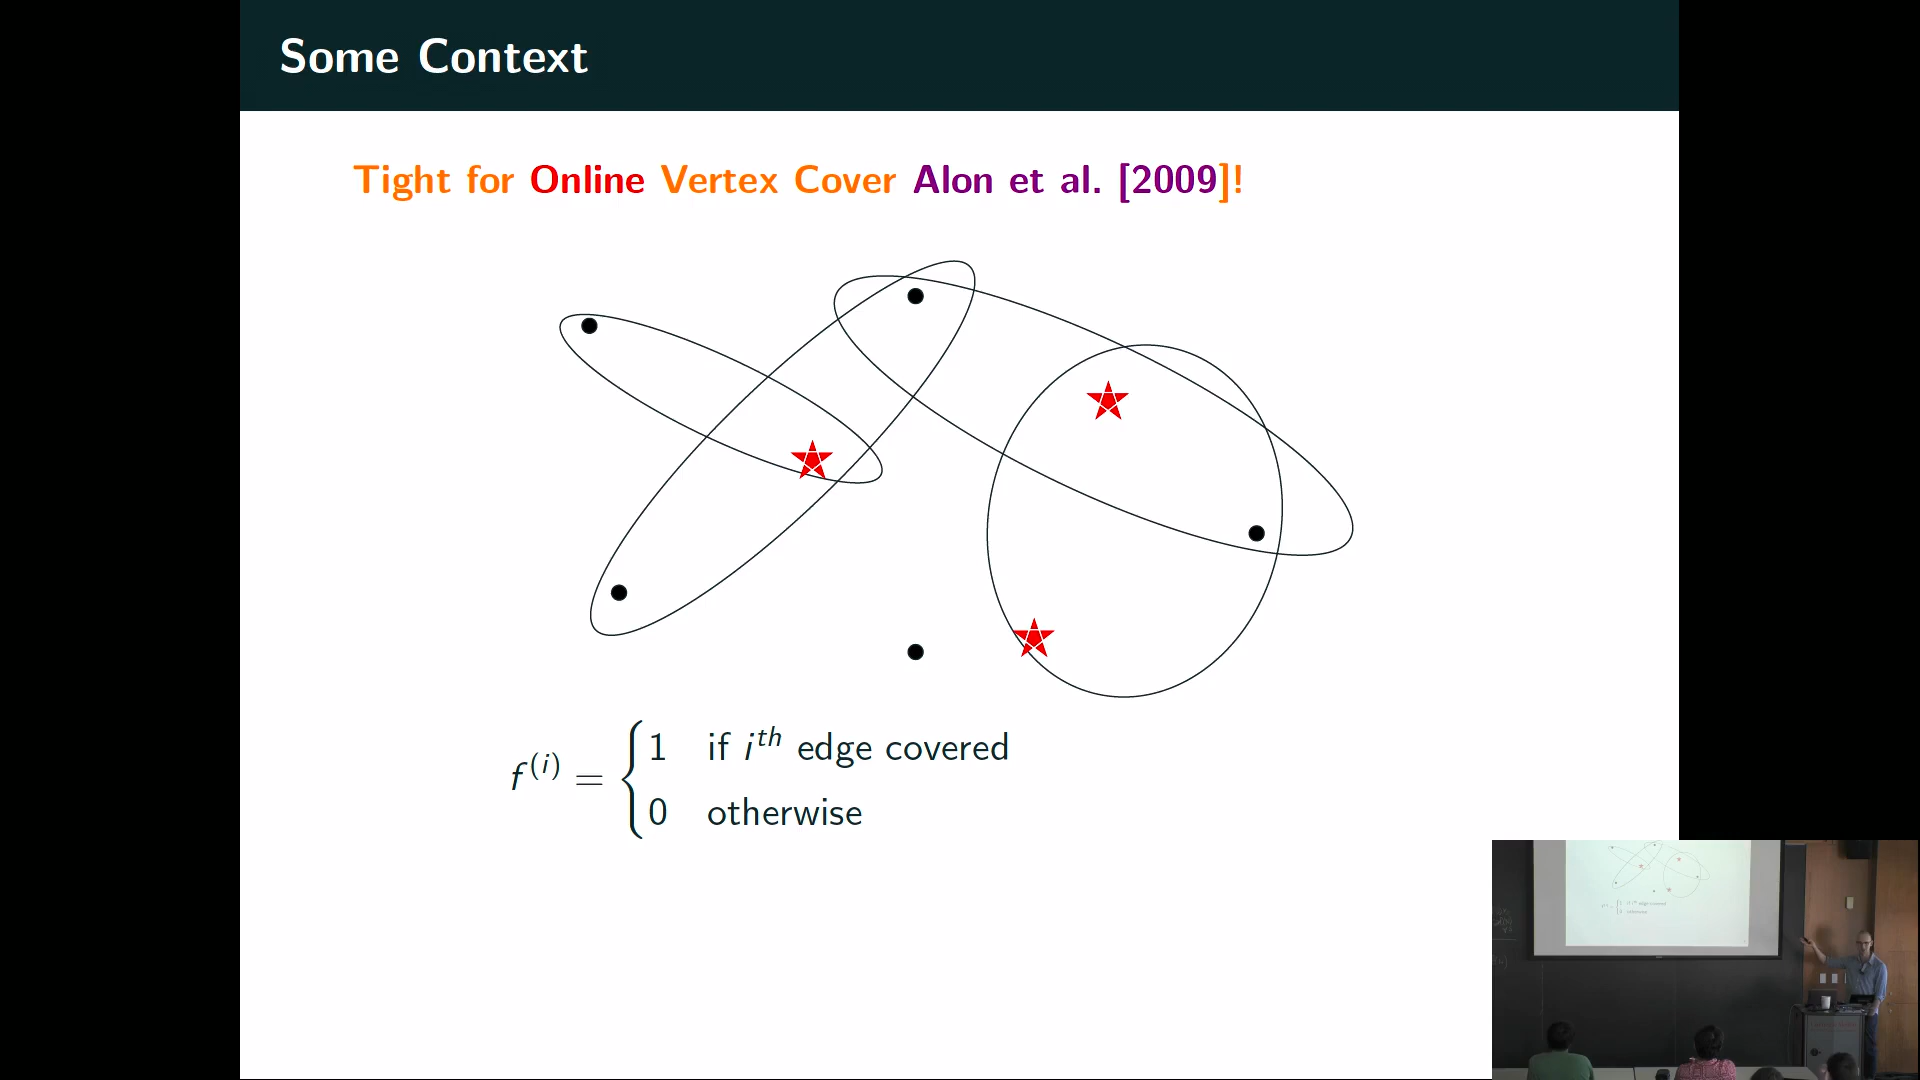 Some Context
Tight for Online Vertex Cover Alon et al. [2009]!
f^{(i)} = { 1 if i^{th} edge covered
0 otherwise